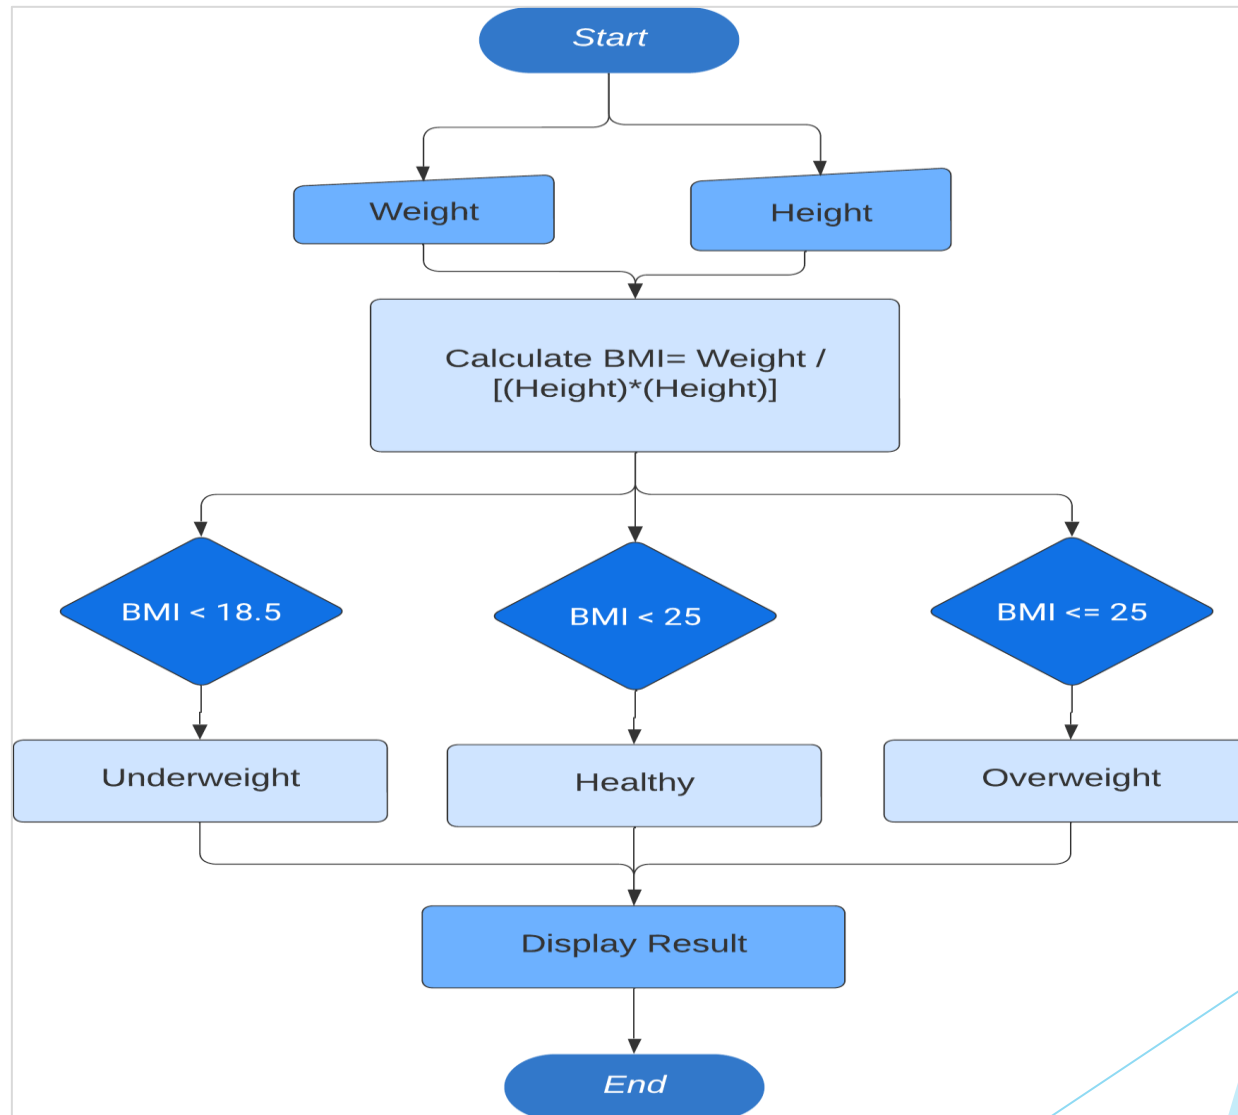 Start
Weight
Height
Calculate BMI= Weight /
[(Height)*(Height)]
BMI < 18.5
BMI < 25
BMI <= 25
Underweight
Healthy
Overweight
Display Result
End